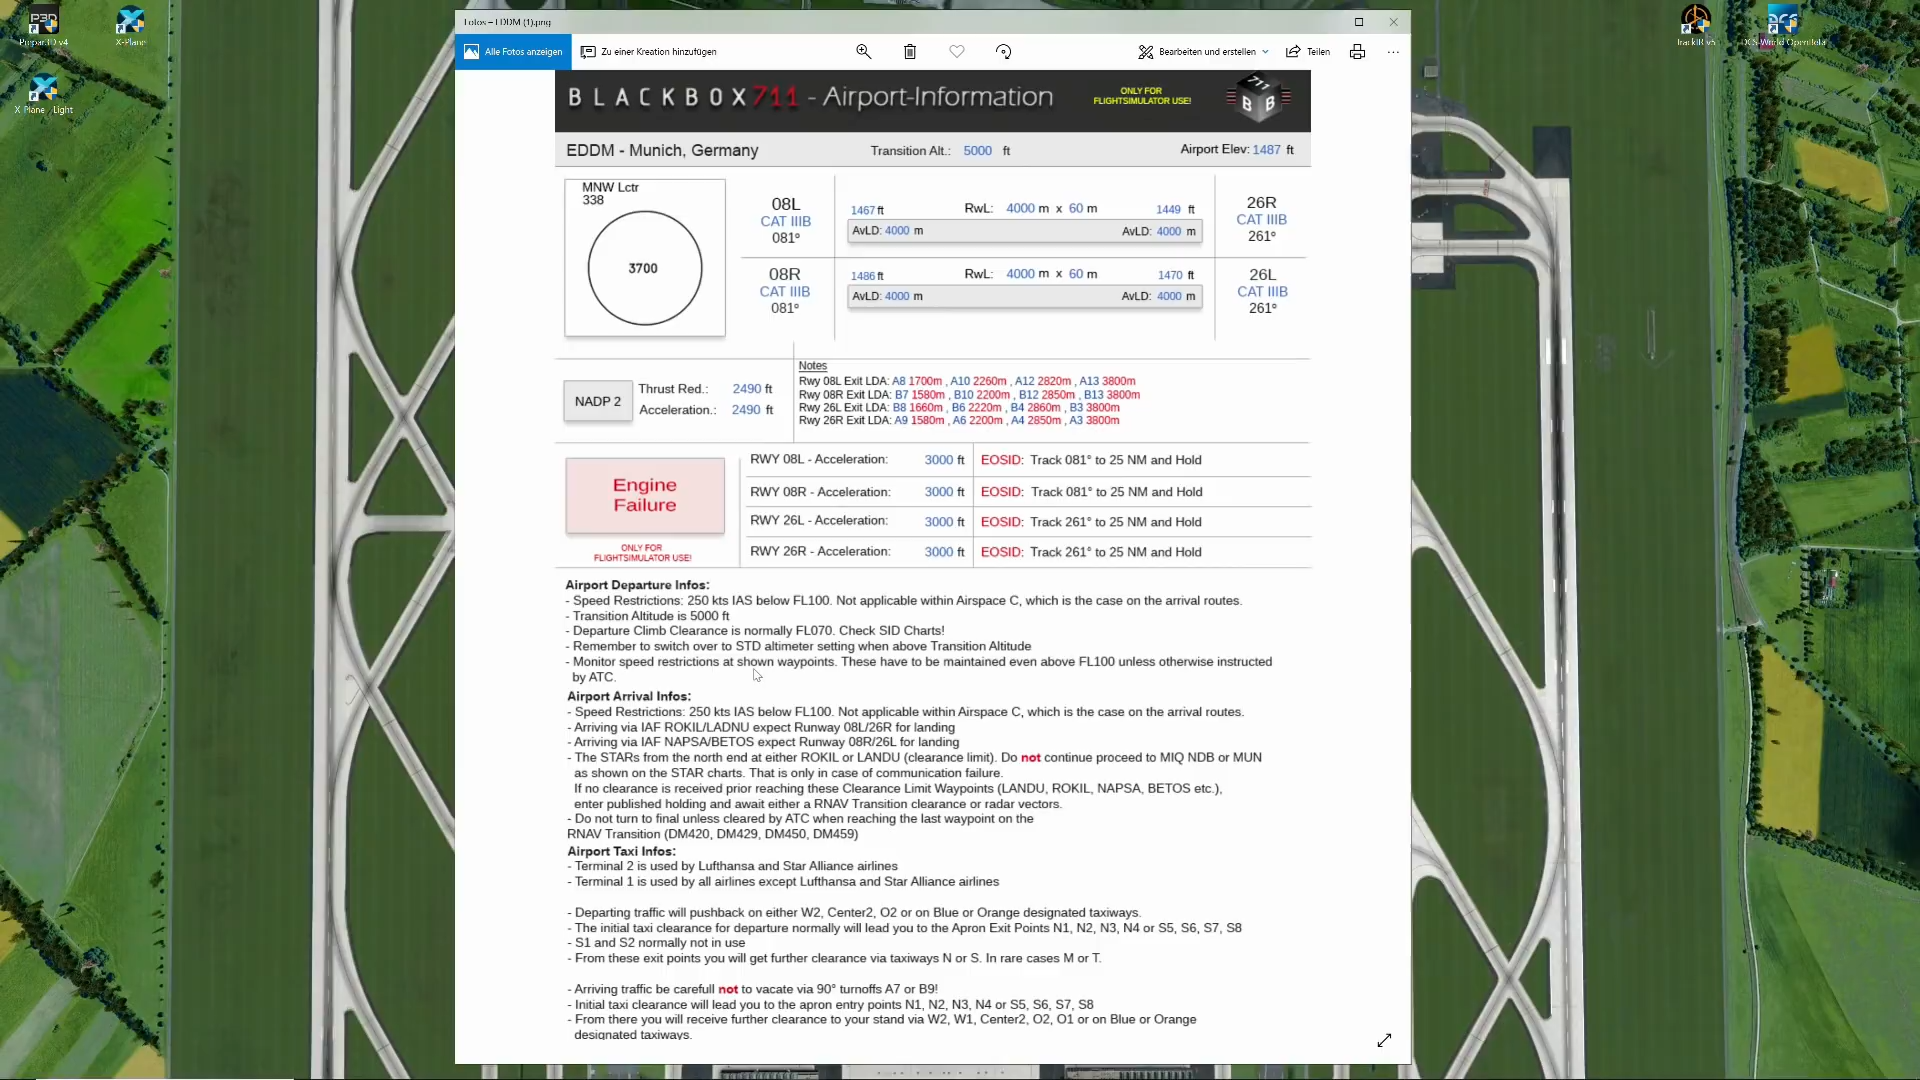 Prepar3D v4
X-Plane
X Plane - Light
TrackIR v5
DCS World OpenBeta
Fotos – EDDM (1).png
Alle Fotos anzeigen
Zu einer Kreation hinzufügen
Bearbeiten und erstellen
Teilen
BLACKBOX711 - Airport-Information
ONLY FOR
FLIGHTSIMULATOR USE!
711
B B
EDDM - Munich, Germany
Transition Alt.: 5000 ft
Airport Elev: 1487 ft
MNW Lctr
338
3700
08L
CAT IIIB
081º
1467 ft RwL: 4000 m x 60 m 1449 ft
AvLD: 4000 m AvLD: 4000 m
26R
CAT IIIB
261º
08R
CAT IIIB
081º
1486 ft RwL: 4000 m x 60 m 1470 ft
AvLD: 4000 m AvLD: 4000 m
26L
CAT IIIB
261º
NADP 2
Thrust Red.: 2490 ft
Acceleration.: 2490 ft
Notes
Rwy 08L Exit LDA: A8 1700m , A10 2260m , A12 2820m , A13 3800m
Rwy 08R Exit LDA: B7 1580m , B10 2200m , B12 2850m , B13 3800m
Rwy 26L Exit LDA: B8 1660m , B6 2220m , B4 2860m , B3 3800m
Rwy 26R Exit LDA: A9 1580m , A6 2200m , A4 2850m , A3 3800m
Engine
Failure
ONLY FOR
FLIGHTSIMULATOR USE!
RWY 08L - Acceleration: 3000 ft EOSID: Track 081° to 25 NM and Hold
RWY 08R - Acceleration: 3000 ft EOSID: Track 081° to 25 NM and Hold
RWY 26L - Acceleration: 3000 ft EOSID: Track 261° to 25 NM and Hold
RWY 26R - Acceleration: 3000 ft EOSID: Track 261° to 25 NM and Hold
Airport Departure Infos:
- Speed Restrictions: 250 kts IAS below FL100. Not applicable within Airspace C, which is the case on the arrival routes.
- Transition Altitude is 5000 ft
- Departure Climb Clearance is normally FL070. Check SID Charts!
- Remember to switch over to STD altimeter setting when above Transition Altitude
- Monitor speed restrictions at shown waypoints. These have to be maintained even above FL100 unless otherwise instructed
by ATC.
Airport Arrival Infos:
- Speed Restrictions: 250 kts IAS below FL100. Not applicable within Airspace C, which is the case on the arrival routes.
- Arriving via IAF ROKIL/LADNU expect Runway 08L/26R for landing
- Arriving via IAF NAPSA/BETOS expect Runway 08R/26L for landing
- The STARs from the north end at either ROKIL or LANDU (clearance limit). Do not continue proceed to MIQ NDB or MUN
as shown on the STAR charts. That is only in case of communication failure.
If no clearance is received prior reaching these Clearance Limit Waypoints (LANDU, ROKIL, NAPSA, BETOS etc.),
enter published holding and await either a RNAV Transition clearance or radar vectors.
- Do not turn to final unless cleared by ATC when reaching the last waypoint on the
RNAV Transition (DM420, DM429, DM450, DM459)
Airport Taxi Infos:
- Terminal 2 is used by Lufthansa and Star Alliance airlines
- Terminal 1 is used by all airlines except Lufthansa and Star Alliance airlines
- Departing traffic will pushback on either W2, Center2, O2 or on Blue or Orange designated taxiways.
- The initial taxi clearance for departure normally will lead you to the Apron Exit Points N1, N2, N3, N4 or S5, S6, S7, S8
- S1 and S2 normally not in use
- From these exit points you will get further clearance via taxiways N or S. In rare cases M or T.
- Arriving traffic be carefull not to vacate via 90° turnoffs A7 or B9!
- Initial taxi clearance will lead you to the apron entry points N1, N2, N3, N4 or S5, S6, S7, S8
- From there you will receive further clearance to your stand via W2, W1, Center2, O2, O1 or on Blue or Orange
designated taxiways.